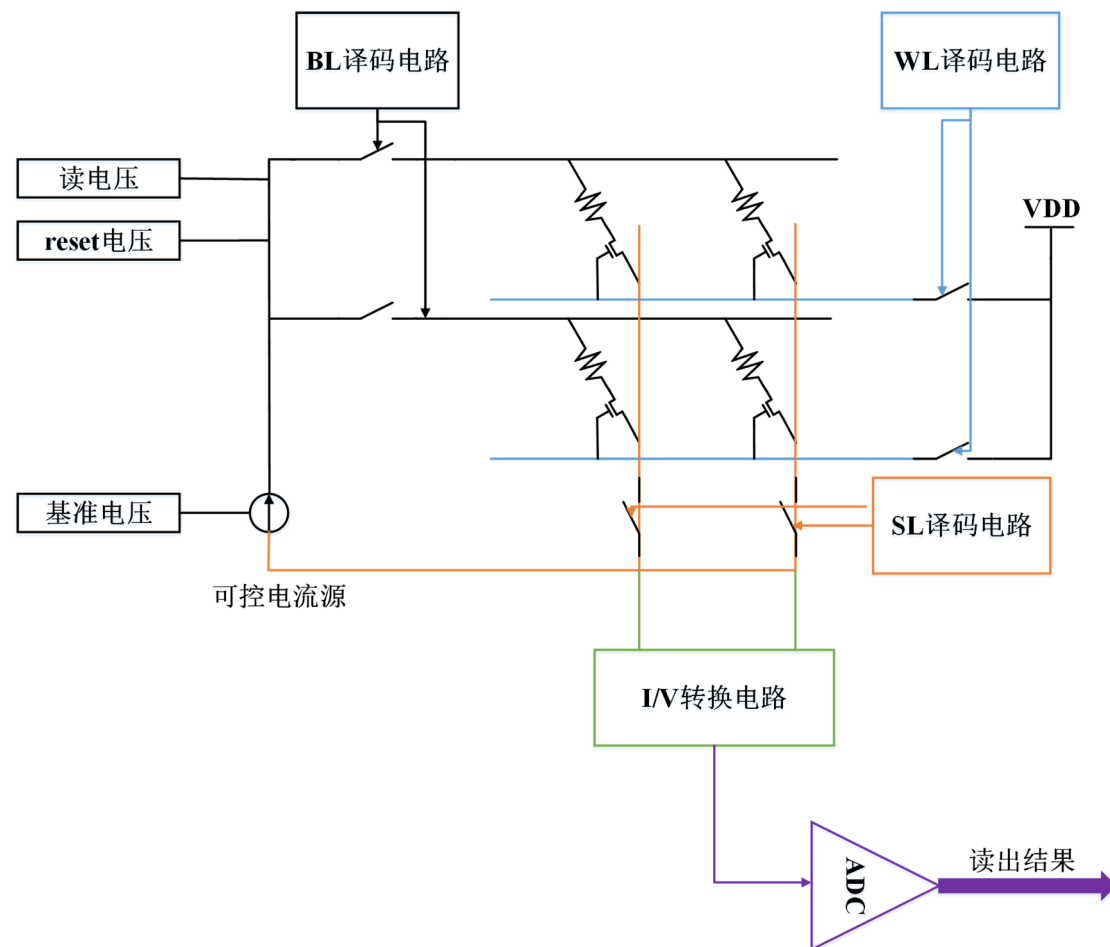 BL译码电路
WL译码电路
读电压
reset电压
VDD
基准电压
SL译码电路
可控电流源
I/V转换电路
ADC
读出结果